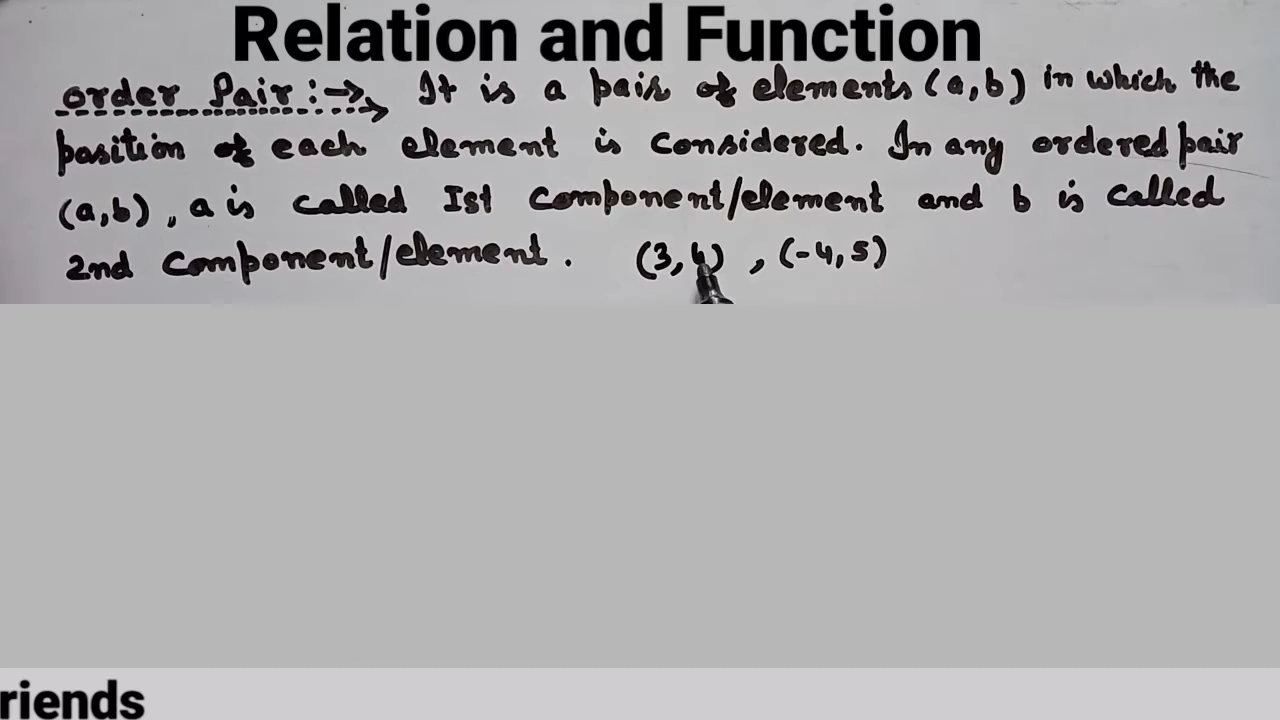 Relation and Function
order Pair :→ It is a pair of elements (a,b) in which the
position of each element is considered. In any ordered pair
(a,b), a is called Ist component/element and b is called
2nd component/element. (3, ) , (-4,5)
riends